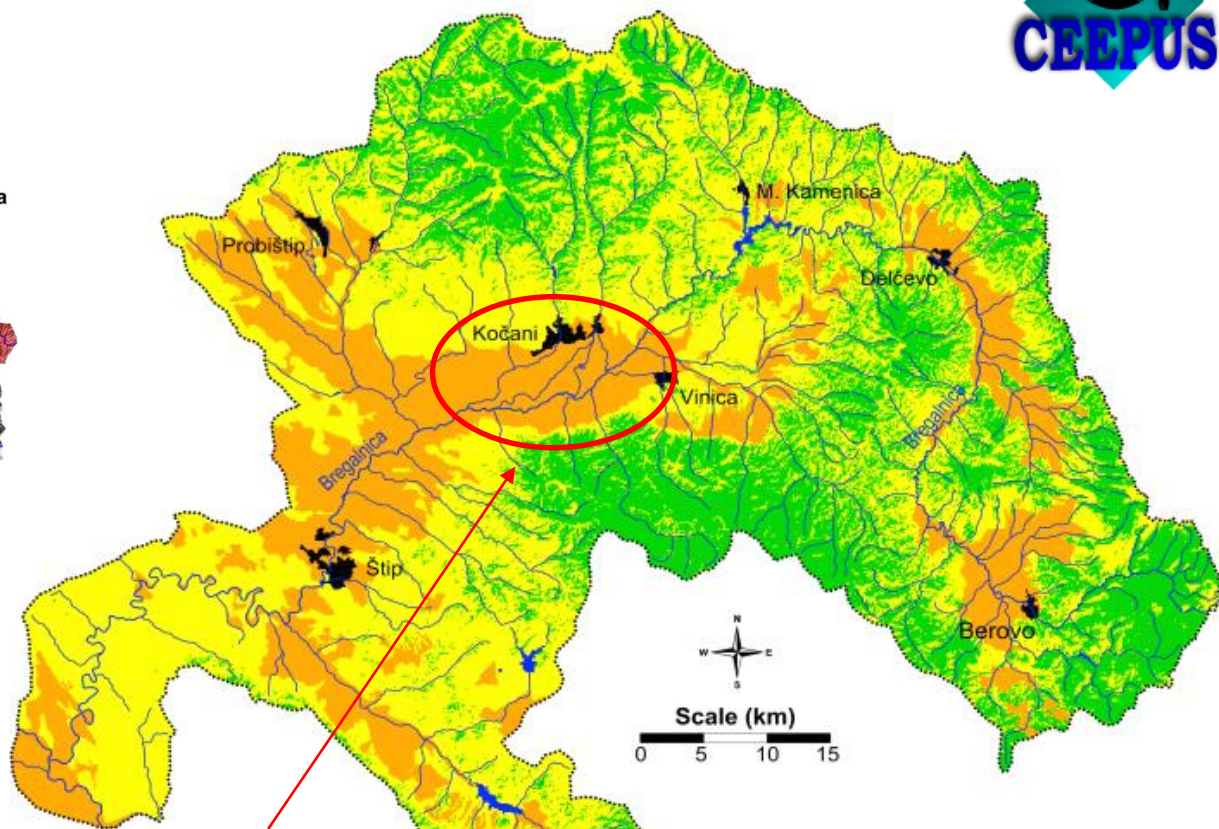 CEEPUS
a
M. Kamenica
Probištip
Delčevo
Kočani
Vinica
Bregalnica
Bregalnica
Štip
Berovo
N
W E
S
Scale (km)
0 5 10 15